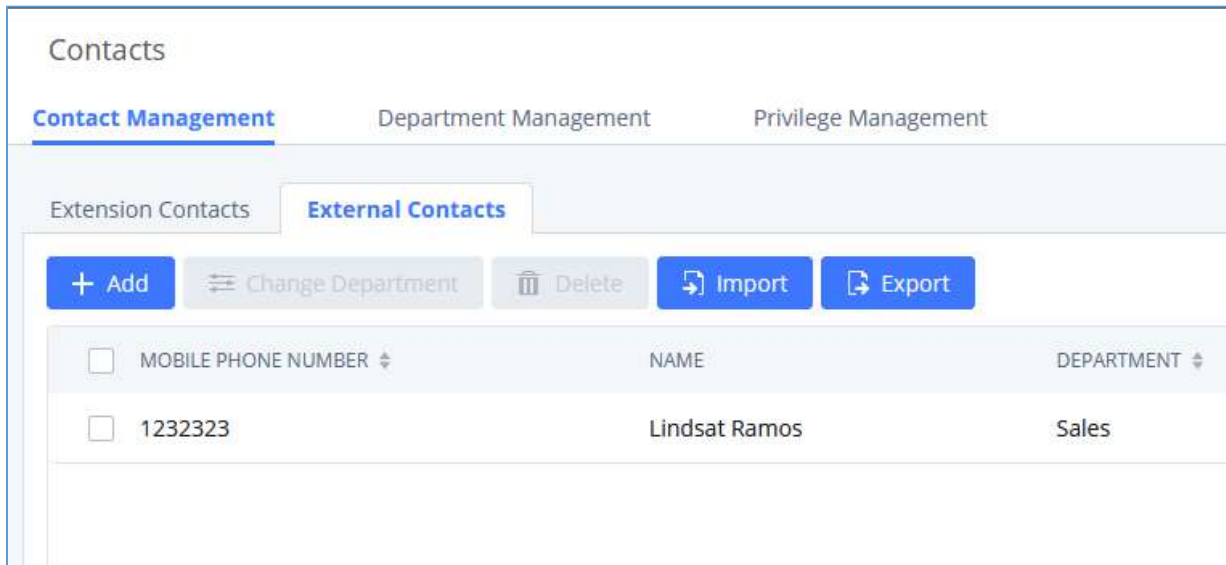 Contacts
Contact Management Department Management Privilege Management
Extension Contacts External Contacts
+ Add Change Department Delete Import Export
MOBILE PHONE NUMBER NAME DEPARTMENT
1232323 Lindsat Ramos Sales